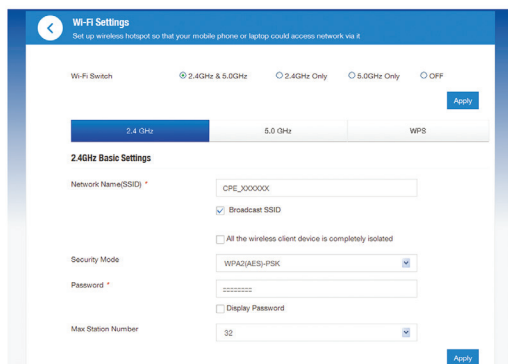 Wi-Fi Settings
Set up wireless hotspot so that your mobile phone or laptop could access network via it
Wi-Fi Switch 2.4GHz & 5.0GHz 2.4GHz Only 5.0GHz Only OFF
Apply
2.4 GHz 5.0 GHz WPS
2.4GHz Basic Settings
Network Name(SSID) * CPE_XXXXXX
Broadcast SSID
All the wireless client device is completely isolated
Security Mode WPA2(AES)-PSK
Password * ********
Display Password
Max Station Number 32
Apply